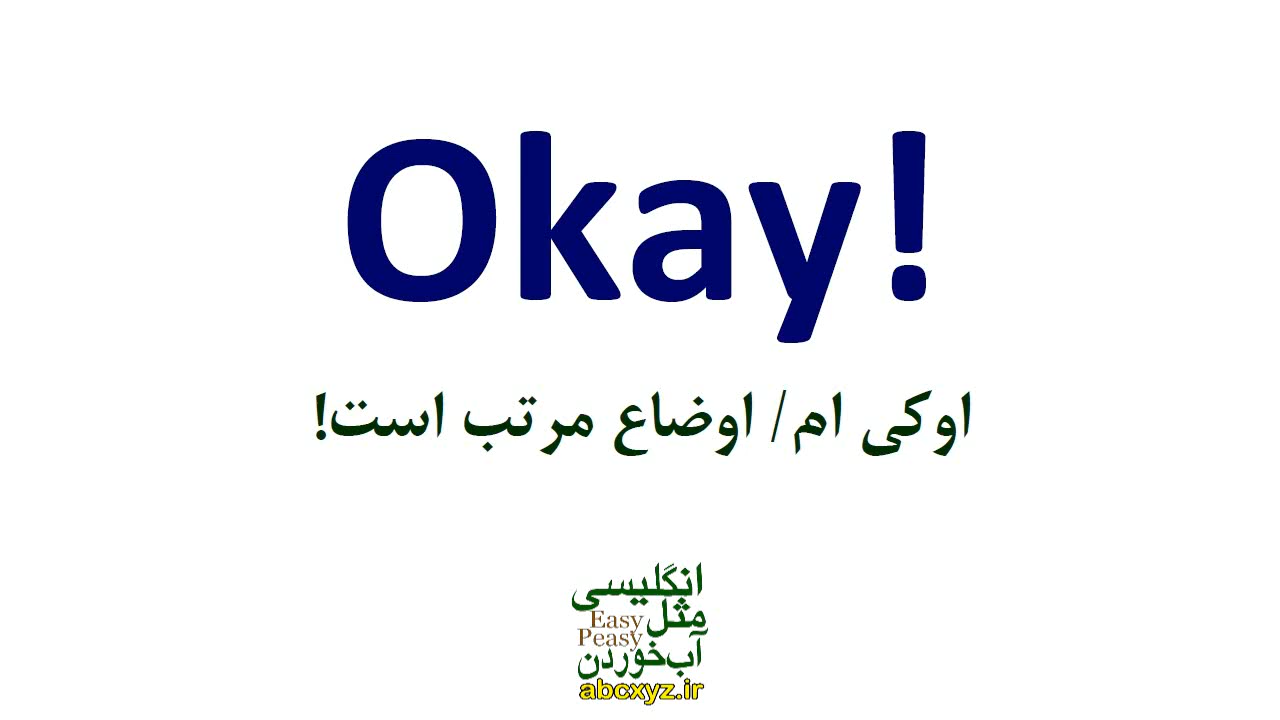 Okay!
اوکی ام/ اوضاع مرتب است!
انگلیسی
مثل
Easy
Peasy
آب‌خوردن
abcxyz.ir